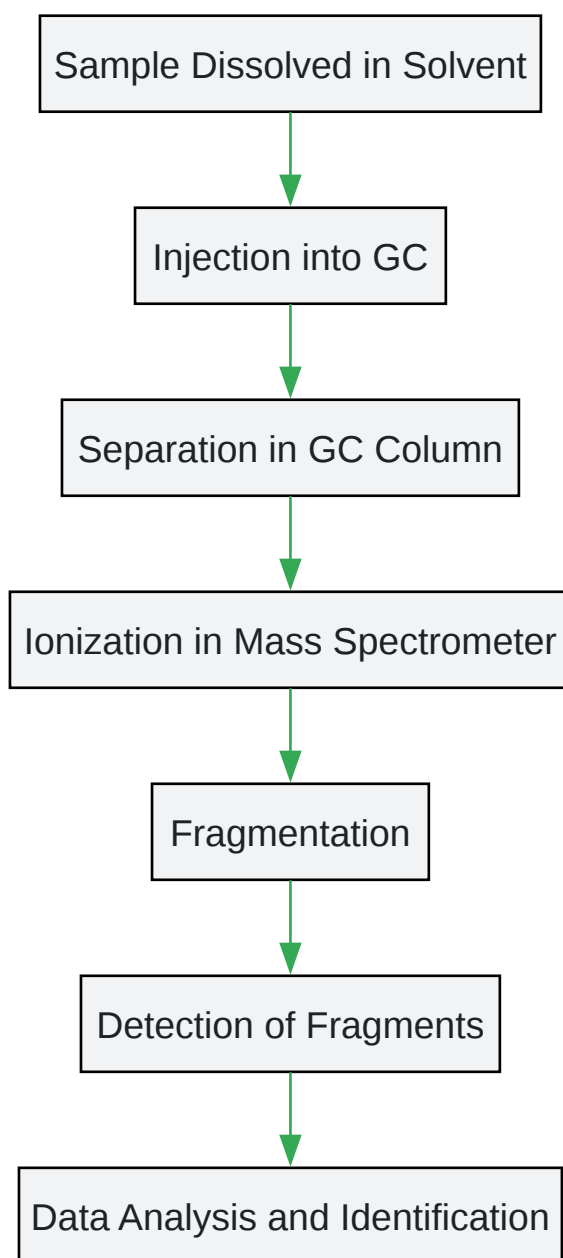 Sample Dissolved in Solvent
Injection into GC
Separation in GC Column
Ionization in Mass Spectrometer
Fragmentation
Detection of Fragments
Data Analysis and Identification